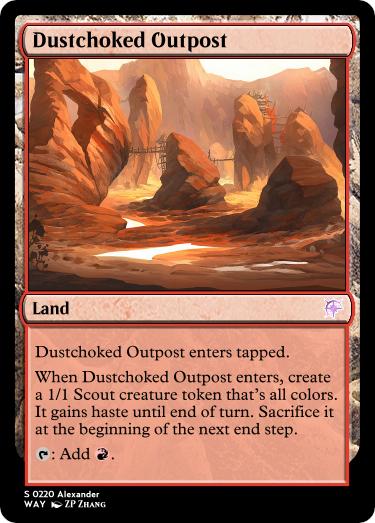 Dustchoked Outpost
Land
Dustchoked Outpost enters tapped.
When Dustchoked Outpost enters, create
a 1/1 Scout creature token that's all colors.
It gains haste until end of turn. Sacrifice it
at the beginning of the next end step.
: Add .
S 0220 Alexander
WAY ZP Zhang